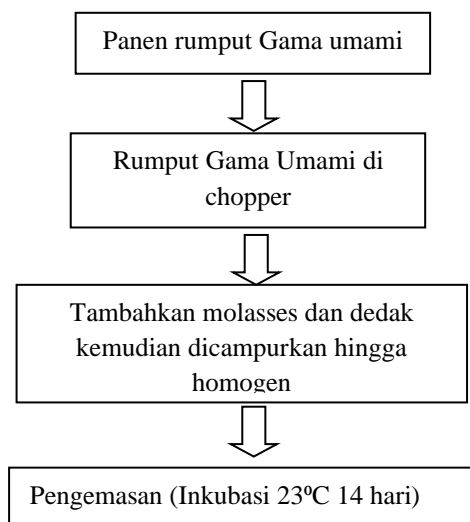 Panen rumput Gama umami
Rumput Gama Umami di
chopper
Tambahkan molasses dan dedak
kemudian dicampurkan hingga
homogen
Pengemasan (Inkubasi 23ºC 14 hari)